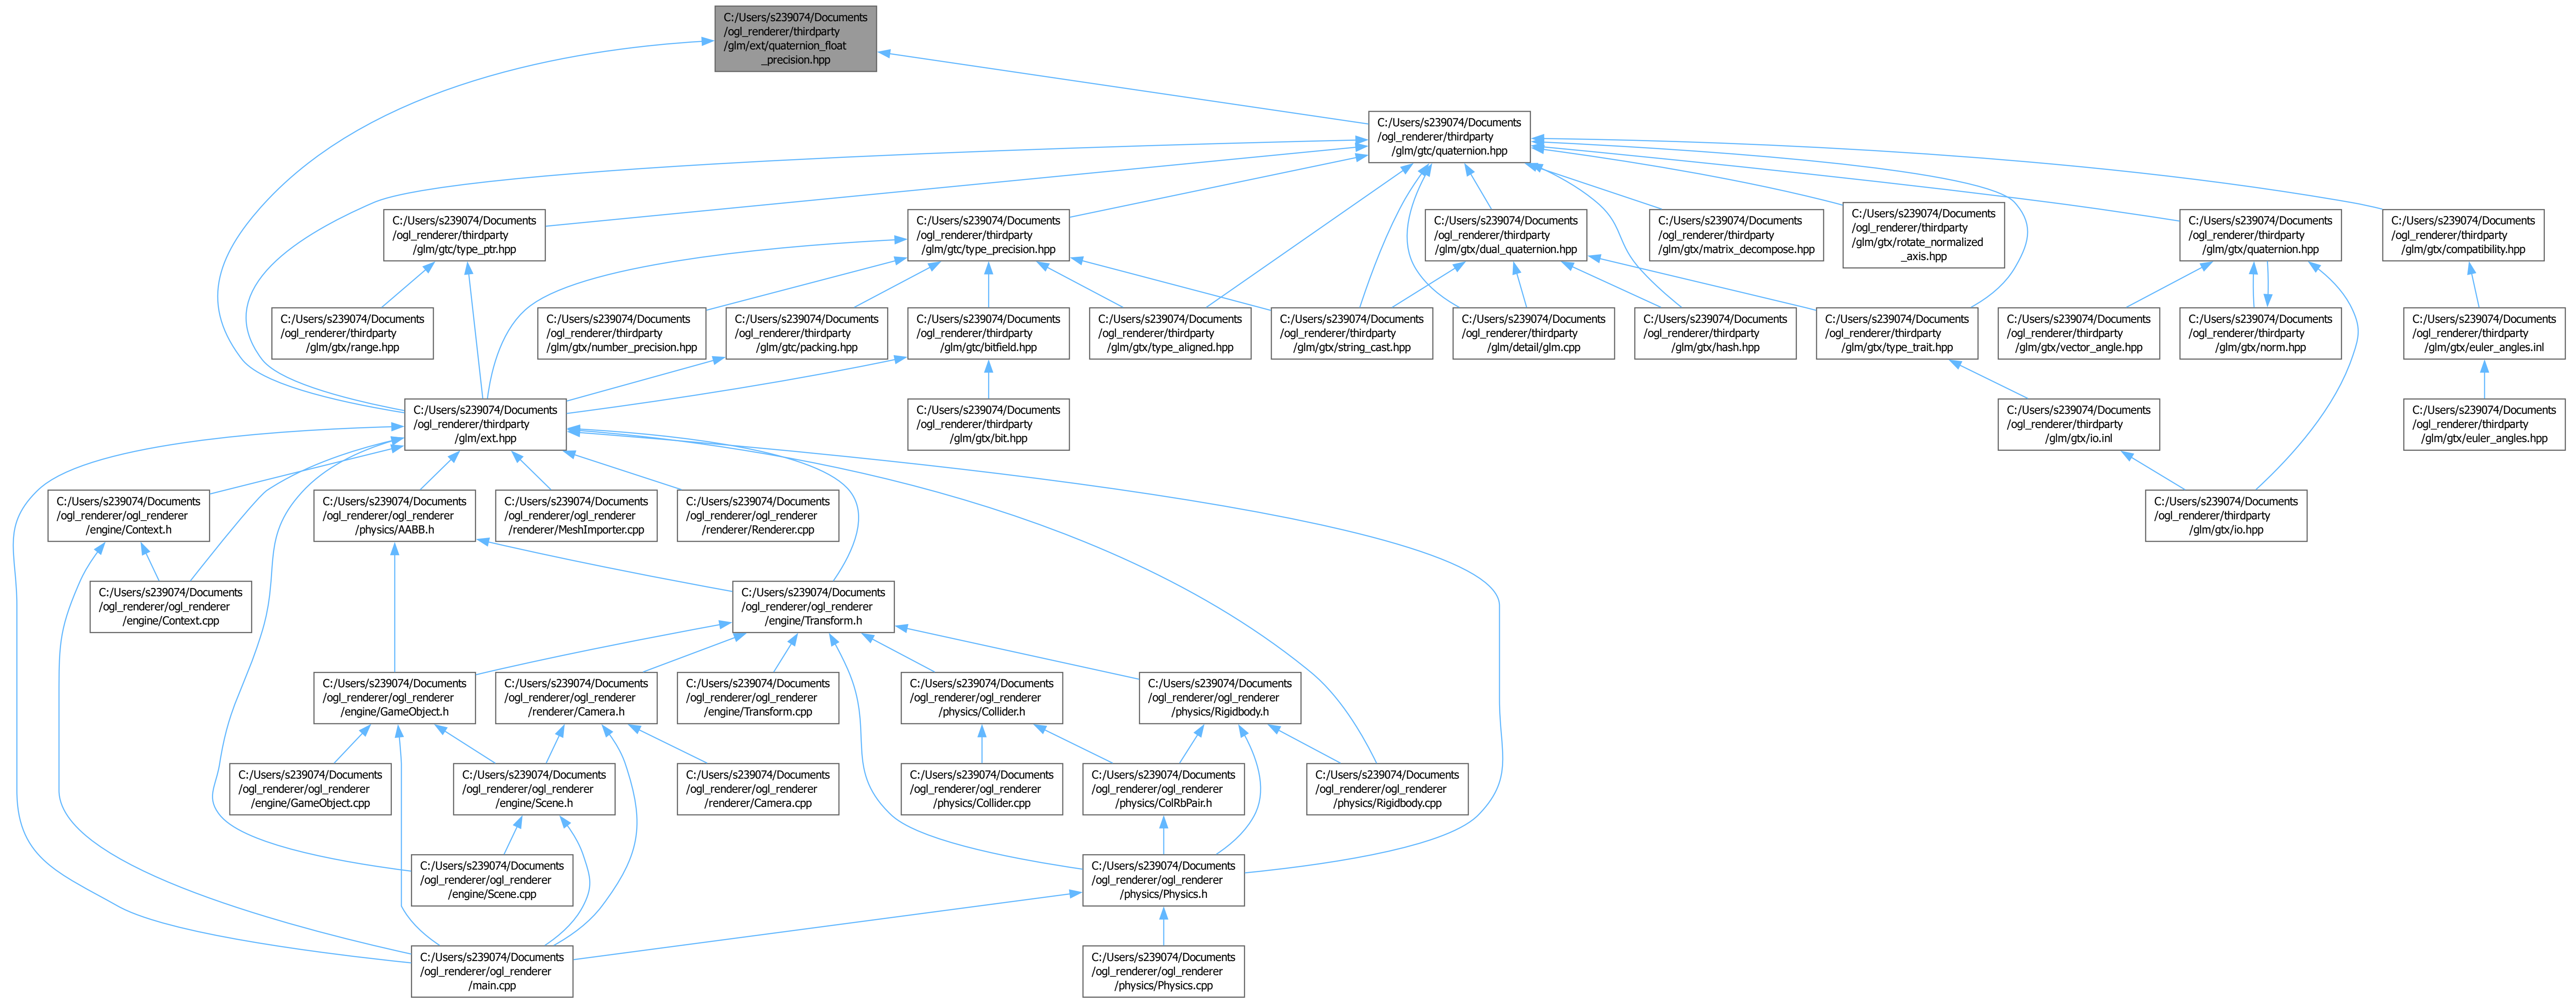 C:/Users/s239074/Documents
/ogl_renderer/thirdparty
/glm/ext/quaternion_float
_precision.hpp
C:/Users/s239074/Documents
/ogl_renderer/thirdparty
/glm/gtc/quaternion.hpp
C:/Users/s239074/Documents
/ogl_renderer/thirdparty
/glm/gtc/type_ptr.hpp
C:/Users/s239074/Documents
/ogl_renderer/thirdparty
/glm/gtc/type_precision.hpp
C:/Users/s239074/Documents
/ogl_renderer/thirdparty
/glm/gtx/dual_quaternion.hpp
C:/Users/s239074/Documents
/ogl_renderer/thirdparty
/glm/gtx/matrix_decompose.hpp
C:/Users/s239074/Documents
/ogl_renderer/thirdparty
/glm/gtx/rotate_normalized
_axis.hpp
C:/Users/s239074/Documents
/ogl_renderer/thirdparty
/glm/gtx/quaternion.hpp
C:/Users/s239074/Documents
/ogl_renderer/thirdparty
/glm/gtx/compatibility.hpp
C:/Users/s239074/Documents
/ogl_renderer/thirdparty
/glm/gtx/range.hpp
C:/Users/s239074/Documents
/ogl_renderer/thirdparty
/glm/gtx/number_precision.hpp
C:/Users/s239074/Documents
/ogl_renderer/thirdparty
/glm/gtc/packing.hpp
C:/Users/s239074/Documents
/ogl_renderer/thirdparty
/glm/gtc/bitfield.hpp
C:/Users/s239074/Documents
/ogl_renderer/thirdparty
/glm/gtx/type_aligned.hpp
C:/Users/s239074/Documents
/ogl_renderer/thirdparty
/glm/gtx/string_cast.hpp
C:/Users/s239074/Documents
/ogl_renderer/thirdparty
/glm/detail/glm.cpp
C:/Users/s239074/Documents
/ogl_renderer/thirdparty
/glm/gtx/hash.hpp
C:/Users/s239074/Documents
/ogl_renderer/thirdparty
/glm/gtx/type_trait.hpp
C:/Users/s239074/Documents
/ogl_renderer/thirdparty
/glm/gtx/vector_angle.hpp
C:/Users/s239074/Documents
/ogl_renderer/thirdparty
/glm/gtx/norm.hpp
C:/Users/s239074/Documents
/ogl_renderer/thirdparty
/glm/gtx/euler_angles.inl
C:/Users/s239074/Documents
/ogl_renderer/thirdparty
/glm/ext.hpp
C:/Users/s239074/Documents
/ogl_renderer/thirdparty
/glm/gtx/bit.hpp
C:/Users/s239074/Documents
/ogl_renderer/thirdparty
/glm/gtx/io.inl
C:/Users/s239074/Documents
/ogl_renderer/thirdparty
/glm/gtx/euler_angles.hpp
C:/Users/s239074/Documents
/ogl_renderer/ogl_renderer
/engine/Context.h
C:/Users/s239074/Documents
/ogl_renderer/ogl_renderer
/physics/AABB.h
C:/Users/s239074/Documents
/ogl_renderer/ogl_renderer
/renderer/MeshImporter.cpp
C:/Users/s239074/Documents
/ogl_renderer/ogl_renderer
/renderer/Renderer.cpp
C:/Users/s239074/Documents
/ogl_renderer/thirdparty
/glm/gtx/io.hpp
C:/Users/s239074/Documents
/ogl_renderer/ogl_renderer
/engine/Context.cpp
C:/Users/s239074/Documents
/ogl_renderer/ogl_renderer
/engine/Transform.h
C:/Users/s239074/Documents
/ogl_renderer/ogl_renderer
/engine/GameObject.h
C:/Users/s239074/Documents
/ogl_renderer/ogl_renderer
/renderer/Camera.h
C:/Users/s239074/Documents
/ogl_renderer/ogl_renderer
/engine/Transform.cpp
C:/Users/s239074/Documents
/ogl_renderer/ogl_renderer
/physics/Collider.h
C:/Users/s239074/Documents
/ogl_renderer/ogl_renderer
/physics/Rigidbody.h
C:/Users/s239074/Documents
/ogl_renderer/ogl_renderer
/engine/GameObject.cpp
C:/Users/s239074/Documents
/ogl_renderer/ogl_renderer
/engine/Scene.h
C:/Users/s239074/Documents
/ogl_renderer/ogl_renderer
/renderer/Camera.cpp
C:/Users/s239074/Documents
/ogl_renderer/ogl_renderer
/physics/Collider.cpp
C:/Users/s239074/Documents
/ogl_renderer/ogl_renderer
/physics/ColRbPair.h
C:/Users/s239074/Documents
/ogl_renderer/ogl_renderer
/physics/Rigidbody.cpp
C:/Users/s239074/Documents
/ogl_renderer/ogl_renderer
/engine/Scene.cpp
C:/Users/s239074/Documents
/ogl_renderer/ogl_renderer
/physics/Physics.h
C:/Users/s239074/Documents
/ogl_renderer/ogl_renderer
/main.cpp
C:/Users/s239074/Documents
/ogl_renderer/ogl_renderer
/physics/Physics.cpp